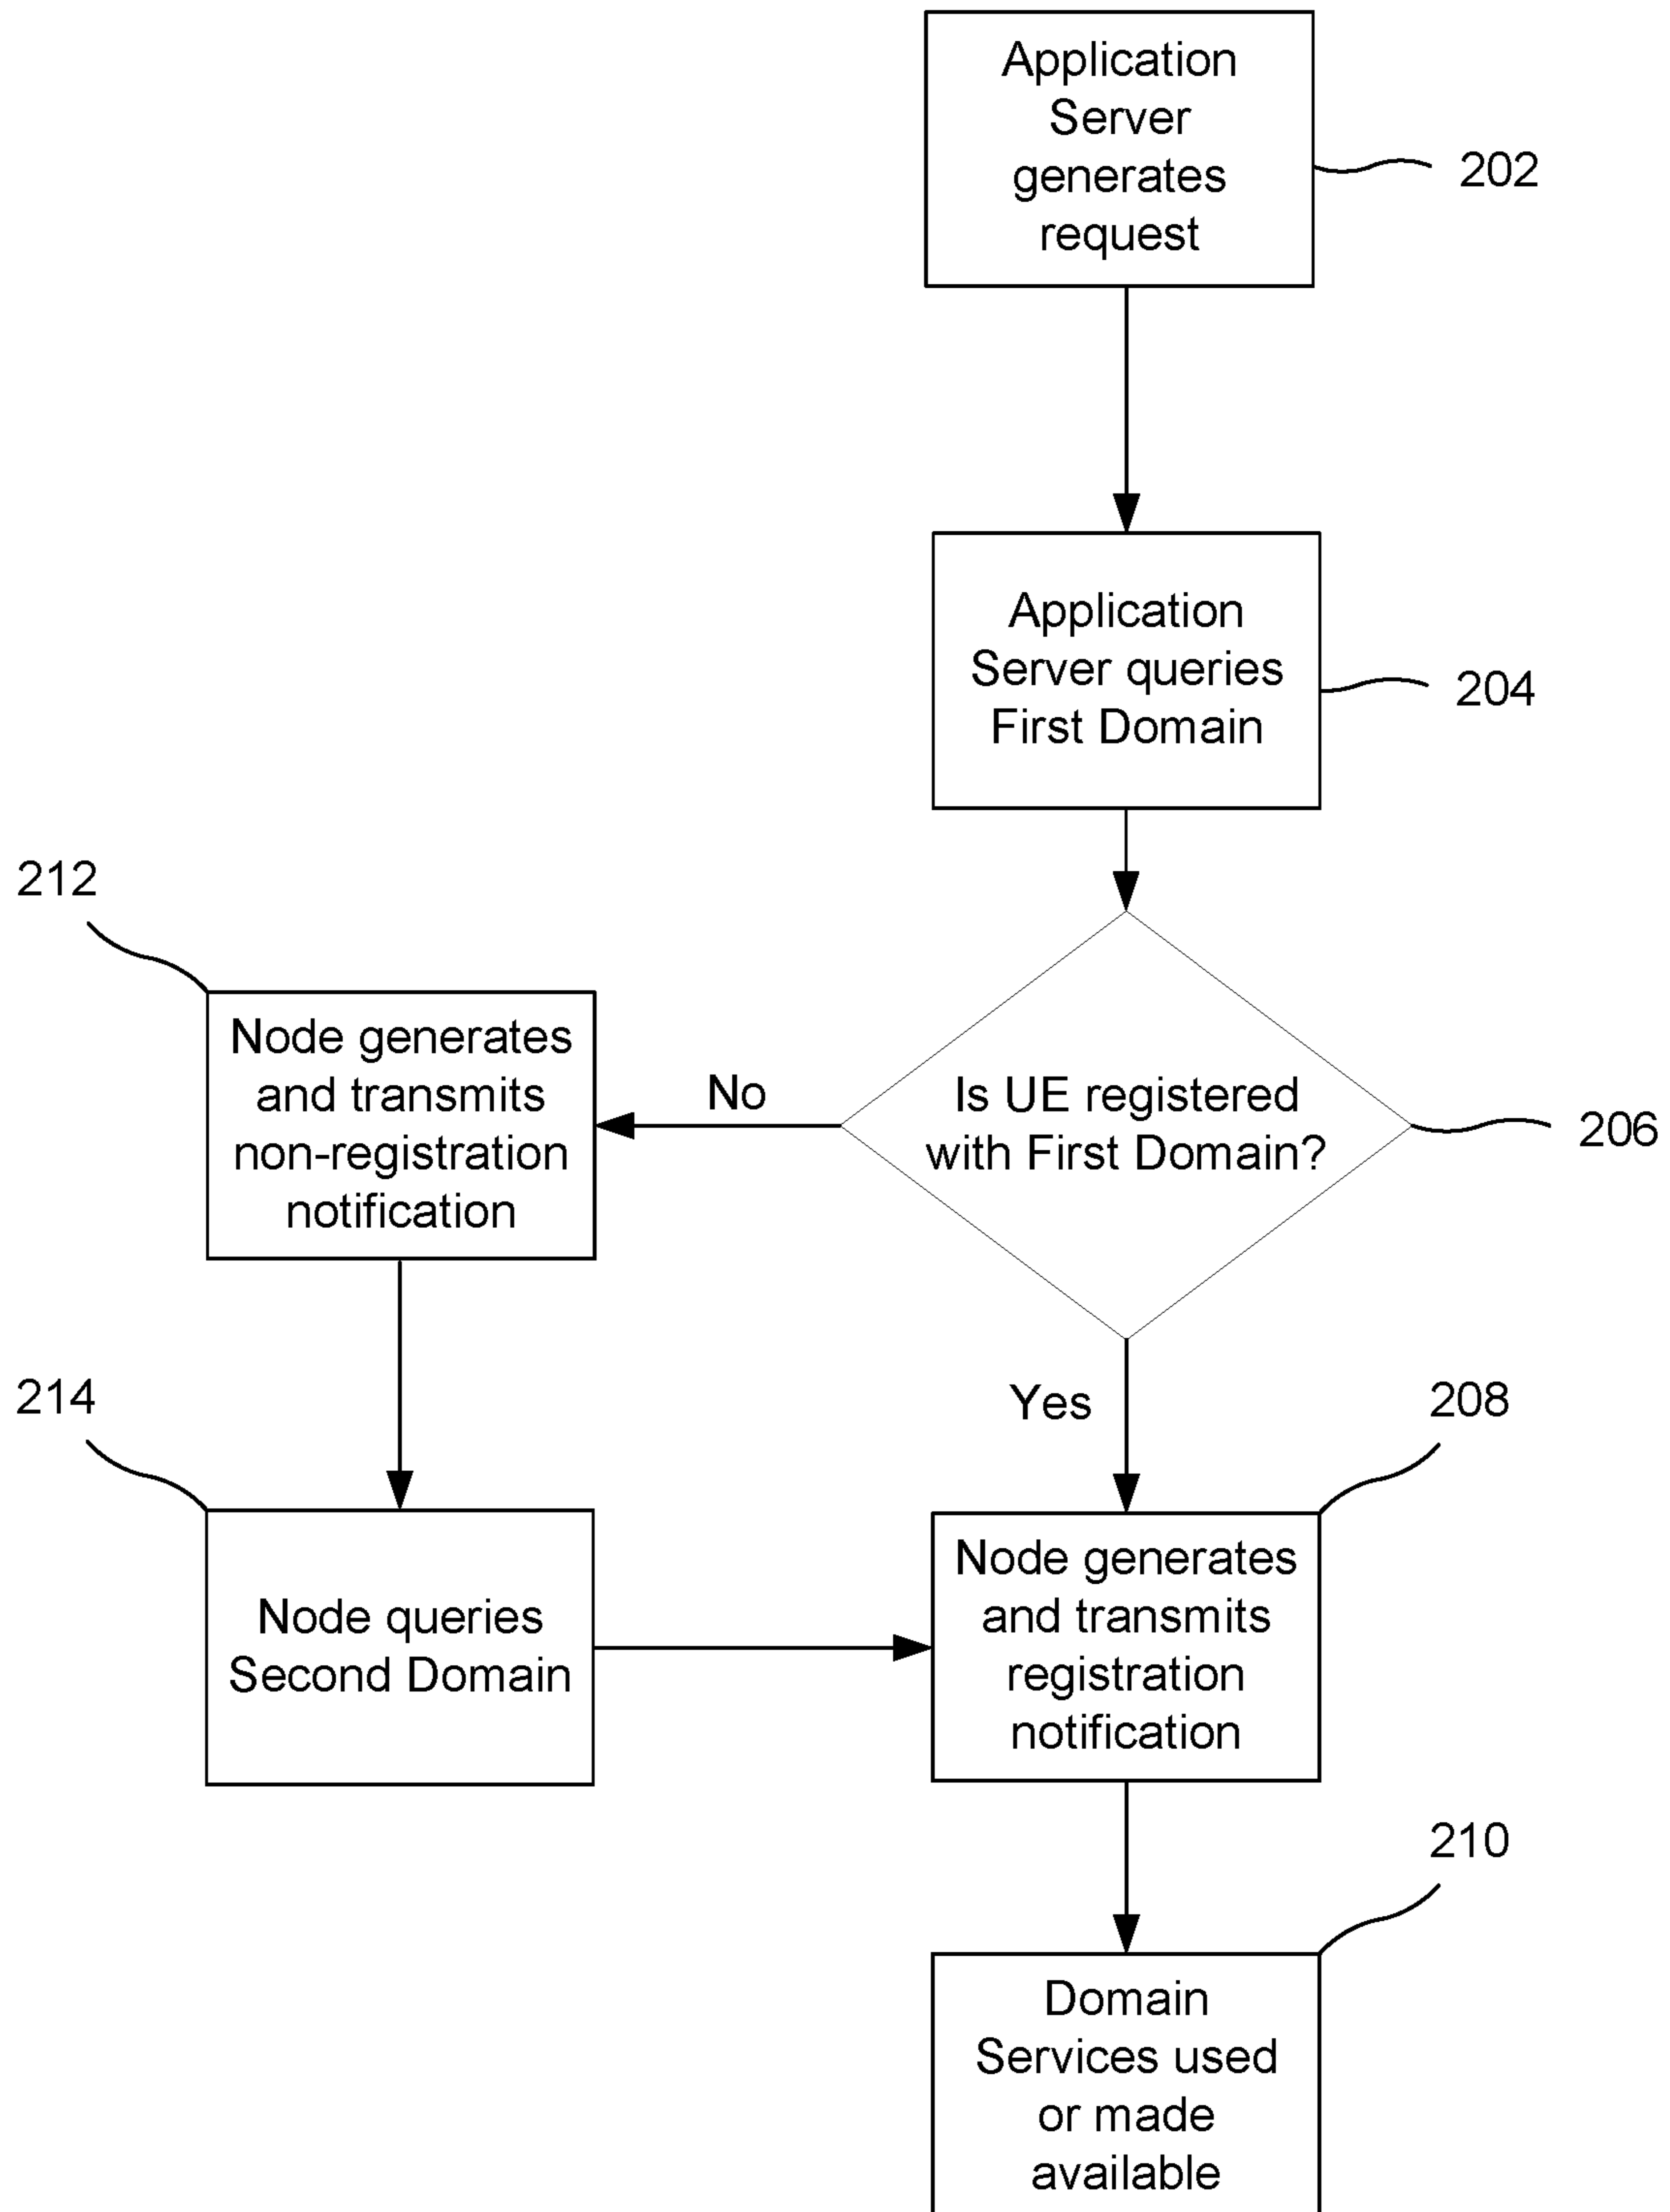 Application
Server
generates
request
202
Application
Server queries
First Domain
204
212
Node generates
and transmits
non-registration
notification
No
Is UE registered
with First Domain?
206
Yes
214
Node queries
Second Domain
208
Node generates
and transmits
registration
notification
210
Domain
Services used
or made
available